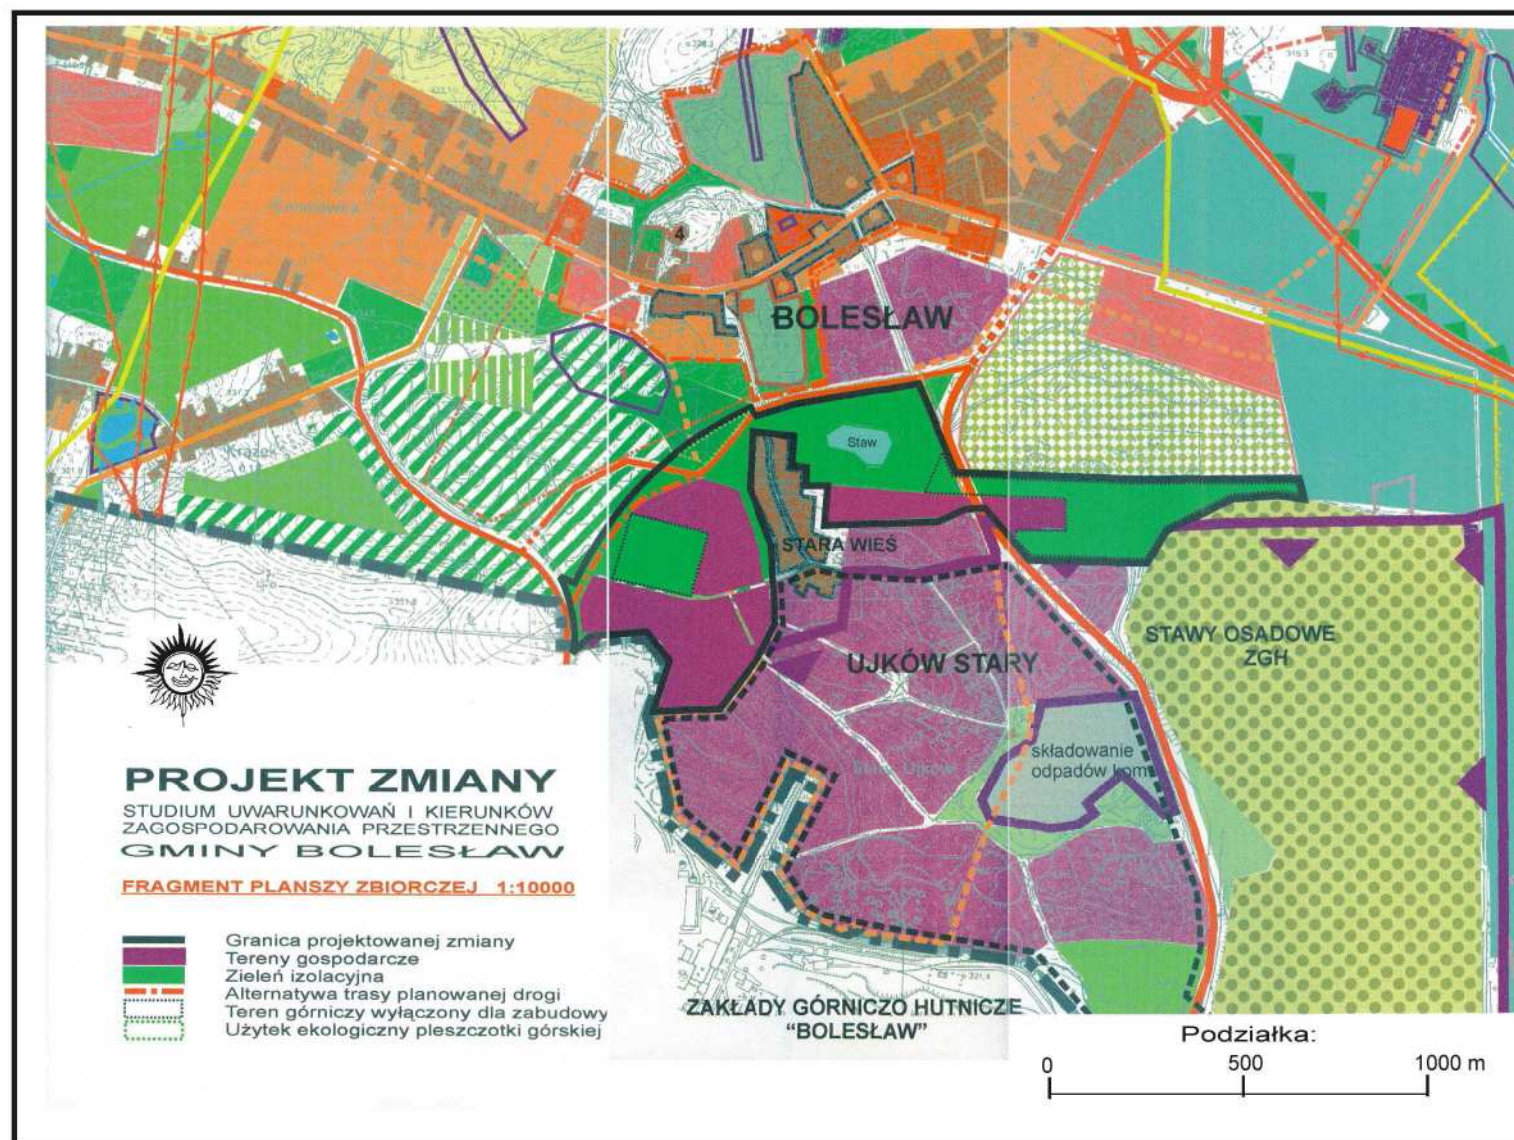 BOLESŁAW
4
Staw
Krążek
STARA WIEŚ
STAWY OSADOWE
ZGH
UJKÓW STARY
składowanie
odpadów kom
PROJEKT ZMIANY
STUDIUM UWARUNKOWAŃ I KIERUNKÓW
ZAGOSPODAROWANIA PRZESTRZENNEGO
GMINY BOLESŁAW
FRAGMENT PLANSZY ZBIORCZEJ 1:10000
Granica projektowanej zmiany
Tereny gospodarcze
Zieleń izolacyjna
Alternatywa trasy planowanej drogi
Teren górniczy wyłączony dla zabudowy
Użytek ekologiczny pleszczotki górskiej
ZAKŁADY GÓRNICZO HUTNICZE
“BOLESŁAW”
Podziałka:
0 500 1000 m